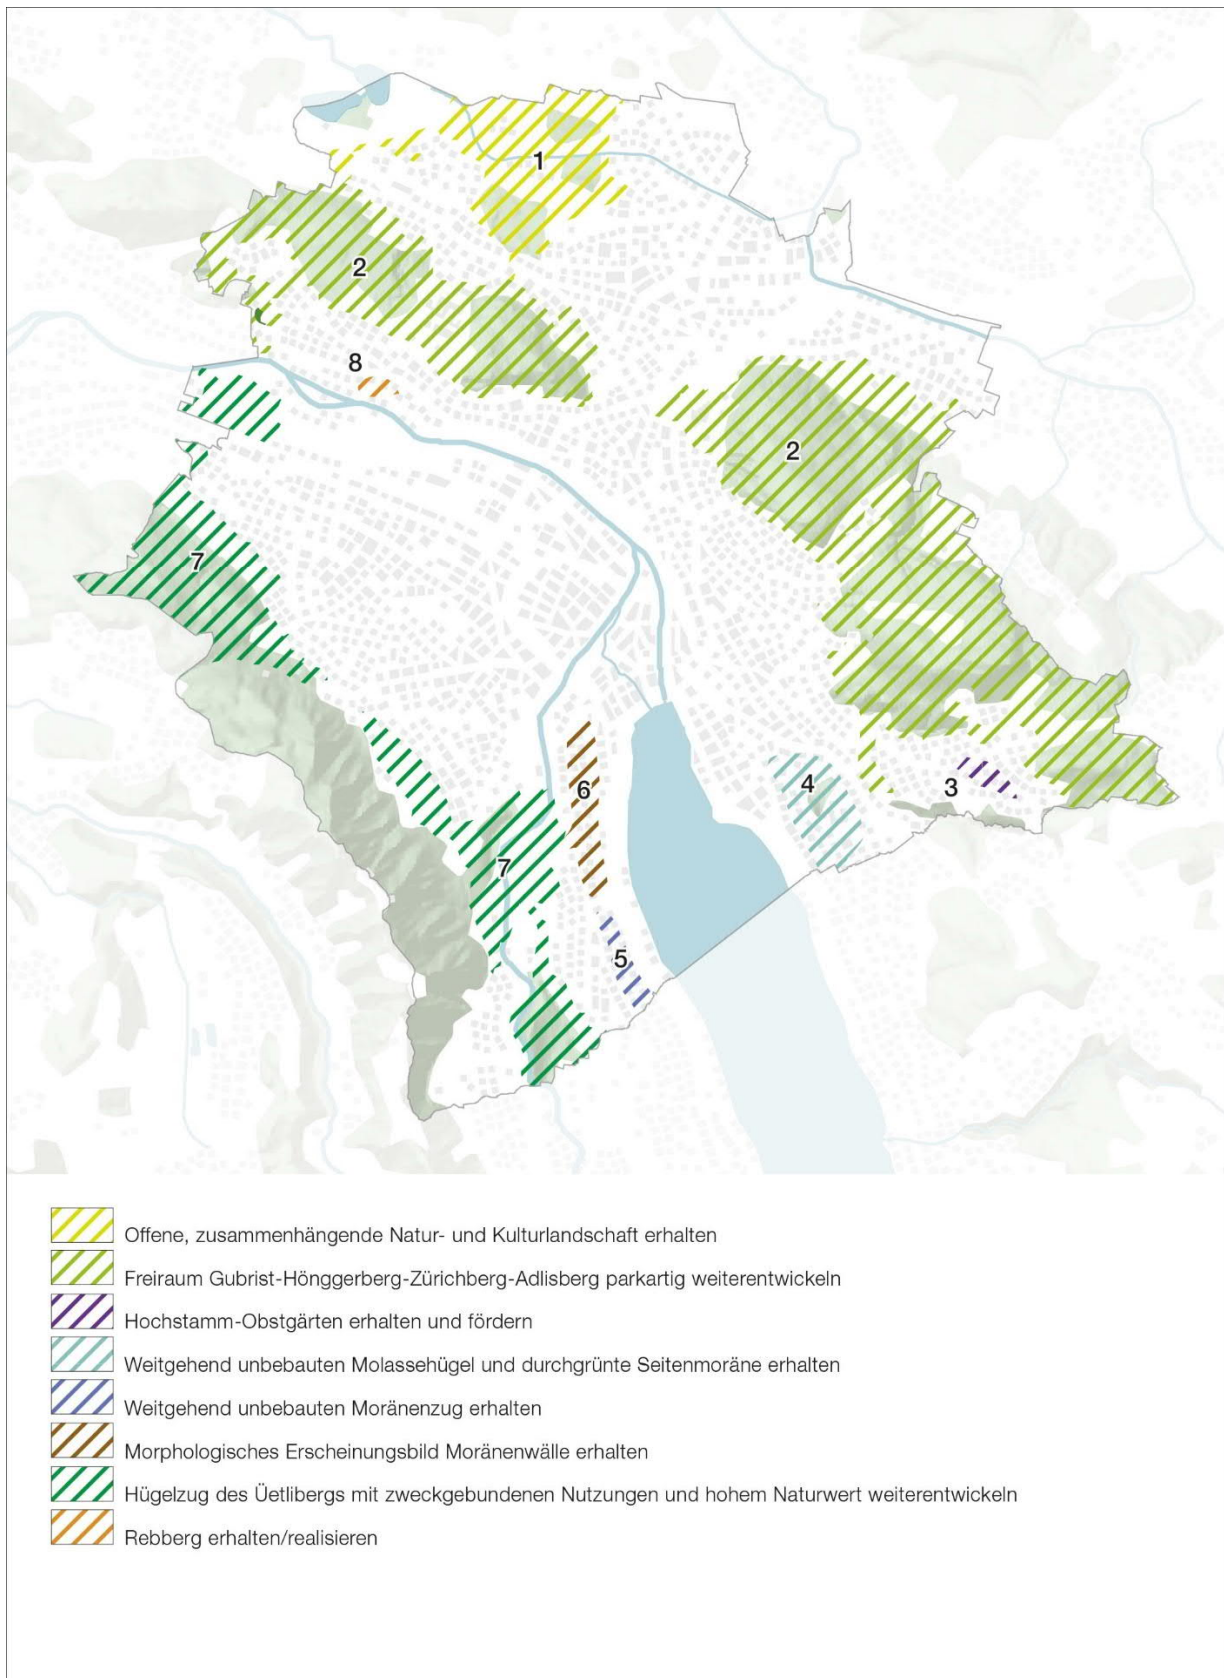 1
2
8
2
7
4
3
6
7
5
Offene, zusammenhängende Natur- und Kulturlandschaft erhalten
Freiraum Gubrist-Hönggerberg-Zürichberg-Adlisberg parkartig weiterentwickeln
Hochstamm-Obstgärten erhalten und fördern
Weitgehend unbebauten Molassehügel und durchgrünte Seitenmoräne erhalten
Weitgehend unbebauten Moränenzug erhalten
Morphologisches Erscheinungsbild Moränenwälle erhalten
Hügelzug des Üetlibergs mit zweckgebundenen Nutzungen und hohem Naturwert weiterentwickeln
Rebberg erhalten/realisieren